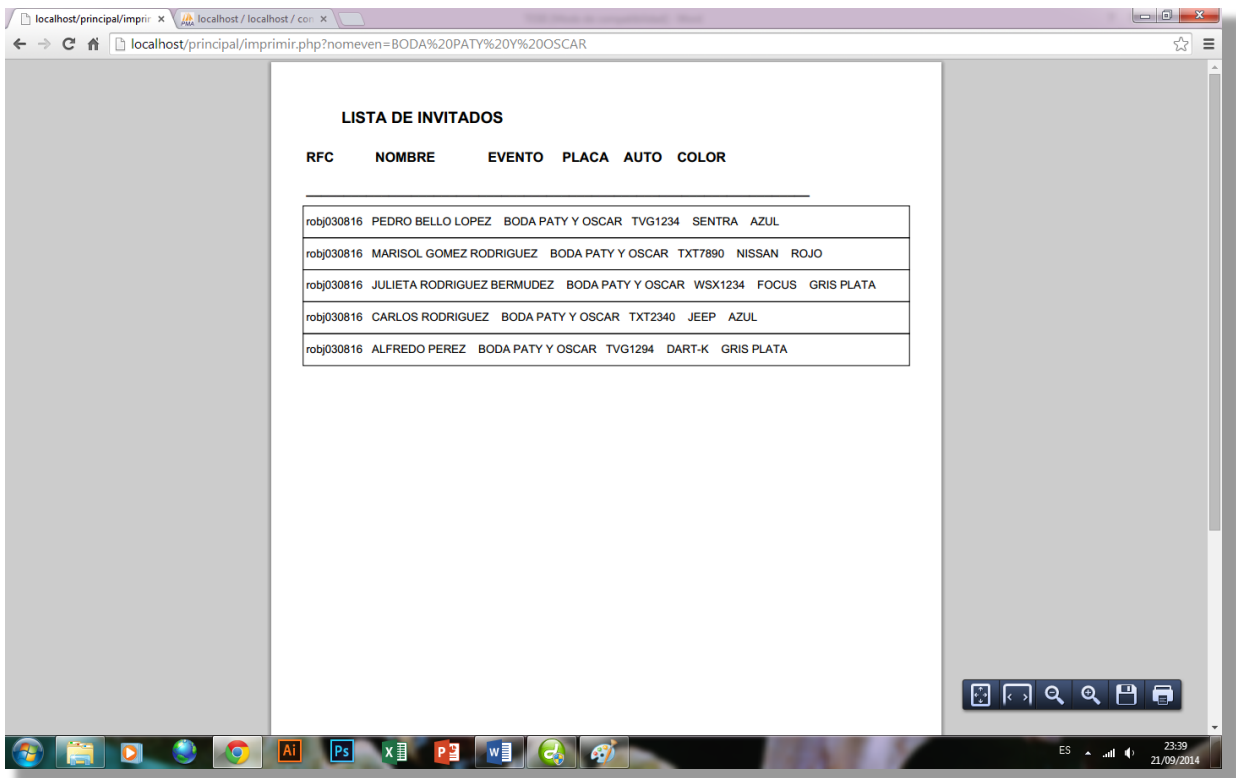 localhost/principal/imprir
localhost / localhost / con
localhost/principal/imprimir.php?nomeven=BODA%20PATY%20Y%20OSCAR
LISTA DE INVITADOS
RFC NOMBRE EVENTO PLACA AUTO COLOR
robj030816 PEDRO BELLO LOPEZ BODA PATY Y OSCAR TVG1234 SENTRA AZUL
robj030816 MARISOL GOMEZ RODRIGUEZ BODA PATY Y OSCAR TXT7890 NISSAN ROJO
robj030816 JULIETA RODRIGUEZ BERMUDEZ BODA PATY Y OSCAR WSX1234 FOCUS GRIS PLATA
robj030816 CARLOS RODRIGUEZ BODA PATY Y OSCAR TXT2340 JEEP AZUL
robj030816 ALFREDO PEREZ BODA PATY Y OSCAR TVG1294 DART-K GRIS PLATA
Ai Ps
ES 23:39
21/09/2014